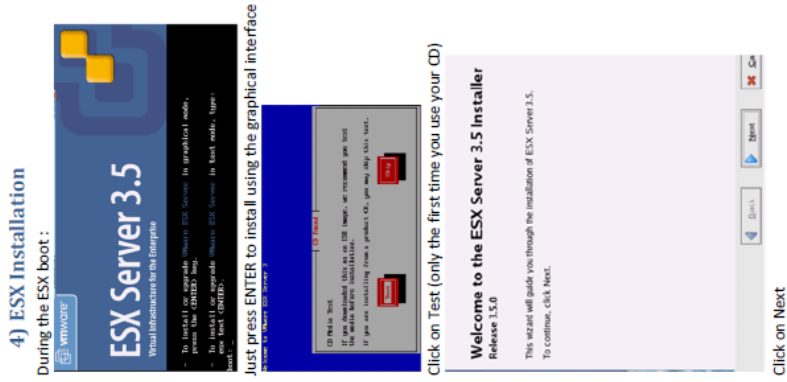 4) ESX Installation
During the ESX boot :
vmware
ESX Server 3.5
Virtual Infrastructure for the Enterprise
- To install or upgrade VMware ESX Server in graphical mode,
press the <ENTER> key.
- To install or upgrade VMware ESX Server in text mode, type:
esx text <ENTER>.
boot: _
Just press ENTER to install using the graphical interface
Welcome to VMware ESX Server 3
CD Found
CD Media Test
If you downloaded this as an ISO image, we recommend you test
the media before installation.
If you are installing from a product CD, you may skip this test.
Test
Skip
Click on Test (only the first time you use your CD)
Welcome to the ESX Server 3.5 Installer
Release 3.5.0
This wizard will guide you through the installation of ESX Server 3.5.
To continue, click Next.
Back
Next
Click on Next